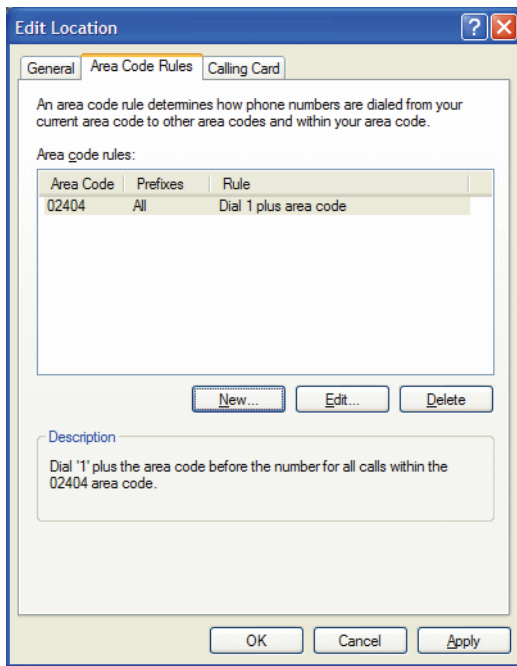 Edit Location
General Area Code Rules Calling Card
An area code rule determines how phone numbers are dialed from your
current area code to other area codes and within your area code.
Area code rules:
Area Code Prefixes Rule
02404 All Dial 1 plus area code
New... Edit... Delete
Description
Dial '1' plus the area code before the number for all calls within the
02404 area code.
OK Cancel Apply